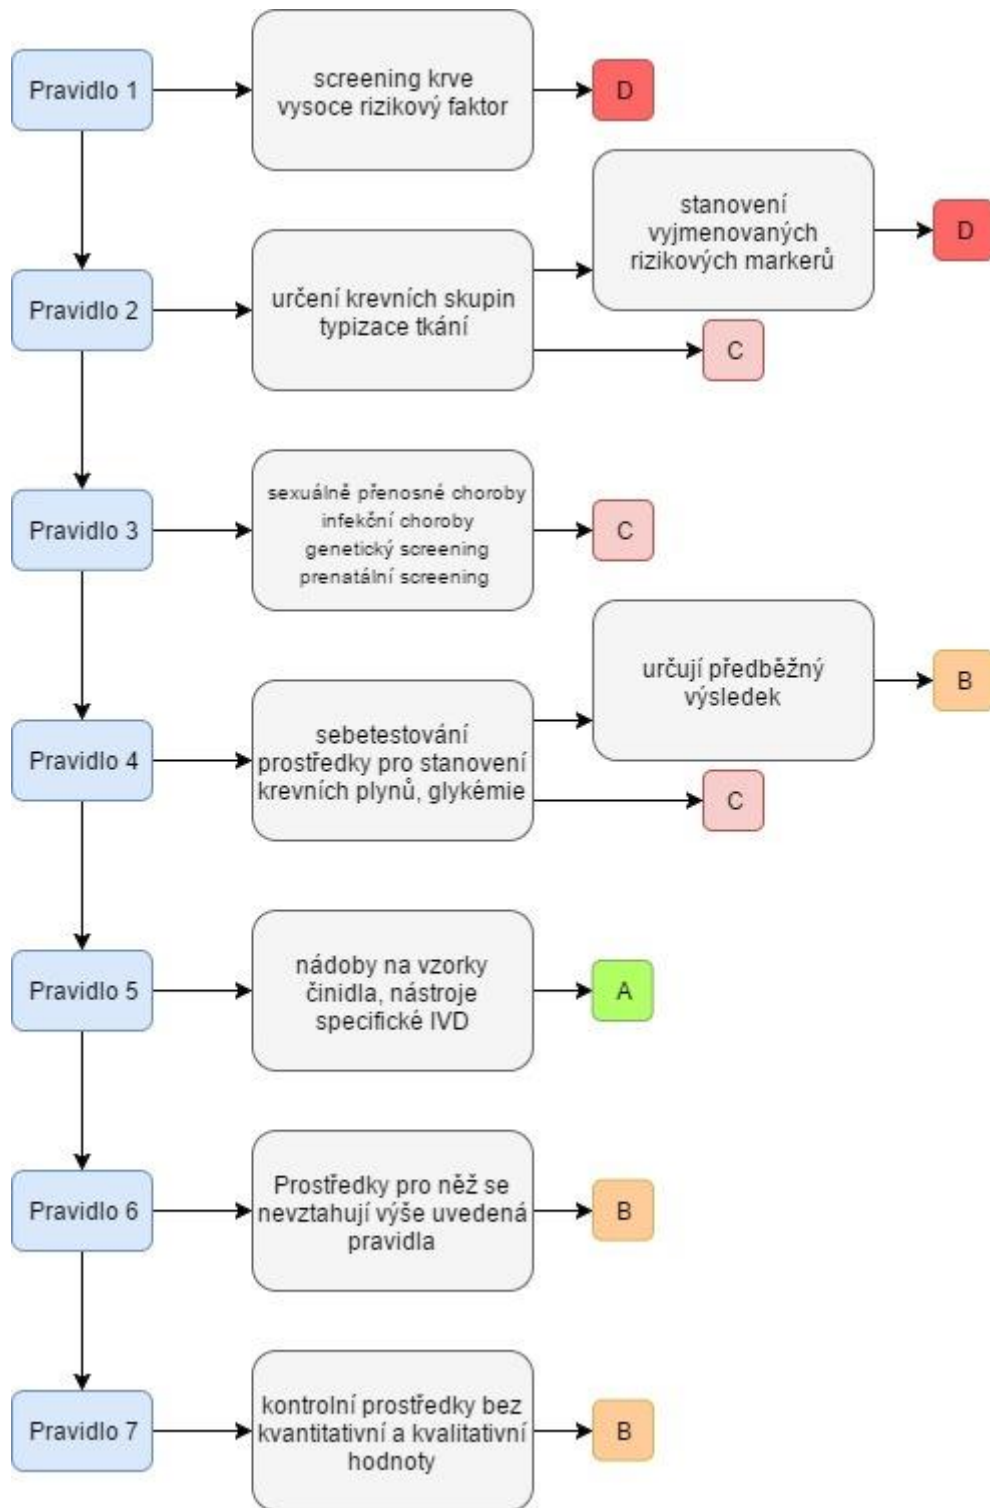 Pravidlo 1
screening krve
vysoce rizikový faktor
D
Pravidlo 2
určení krevních skupin
typizace tkání
stanovení
vyjmenovaných
rizikových markerů
D
C
Pravidlo 3
sexuálně přenosné choroby
infekční choroby
genetický screening
prenatální screening
C
Pravidlo 4
sebetestování
prostředky pro stanovení
krevních plynů, glykémie
určují předběžný
výsledek
B
C
Pravidlo 5
nádoby na vzorky
činidla, nástroje
specifické IVD
A
Pravidlo 6
Prostředky pro něž se
nevztahují výše uvedená
pravidla
B
Pravidlo 7
kontrolní prostředky bez
kvantitativní a kvalitativní
hodnoty
B